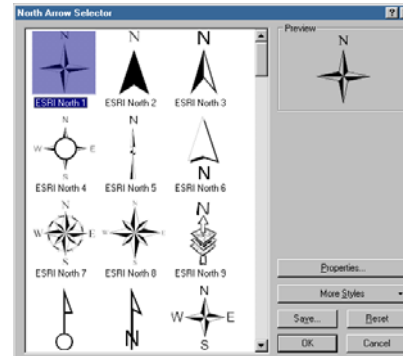 North Arrow Selector
Preview
N N N N
ESRI North 1 ESRI North 2 ESRI North 3
N W E N N
ESRI North 4 ESRI North 5 ESRI North 6
N W E N N
ESRI North 7 ESRI North 8 ESRI North 9
N W E S
Properties...
More Styles
Save... Reset
OK Cancel